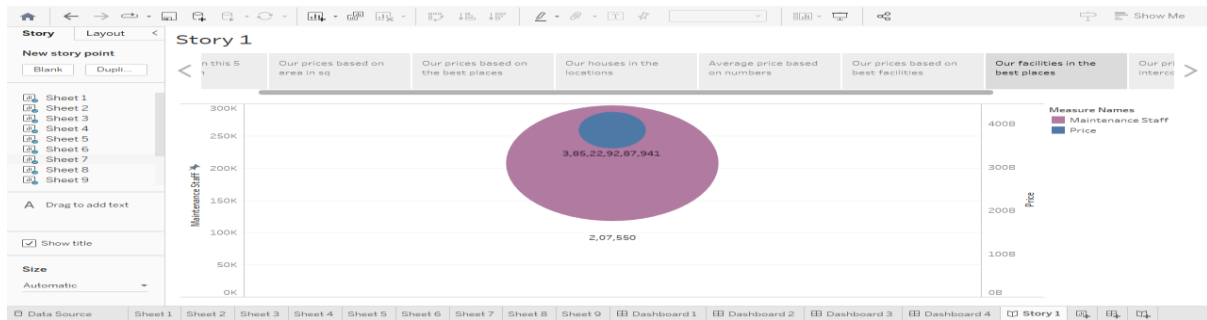 Show Me
Story Layout <
New story point
Blank Dupli...
Sheet 1
Sheet 2
Sheet 3
Sheet 4
Sheet 5
Sheet 6
Sheet 7
Sheet 8
Sheet 9
A Drag to add text
Show title
Size
Automatic
Story 1
n this 5
Our prices based on
area in sq
Our prices based on
the best places
Our houses in the
locations
Average price based
on numbers
Our prices based on
best facilities
Our facilities in the
best places
Our pri
interco
300K
250K
200K
150K
100K
50K
0K
Maintenance Staff
3,85,22,92,87,941
2,07,550
400B
300B
200B
100B
0B
Price
Measure Names
Maintenance Staff
Price
Data Source Sheet 1 Sheet 2 Sheet 3 Sheet 4 Sheet 5 Sheet 6 Sheet 7 Sheet 8 Sheet 9 Dashboard 1 Dashboard 2 Dashboard 3 Dashboard 4 Story 1